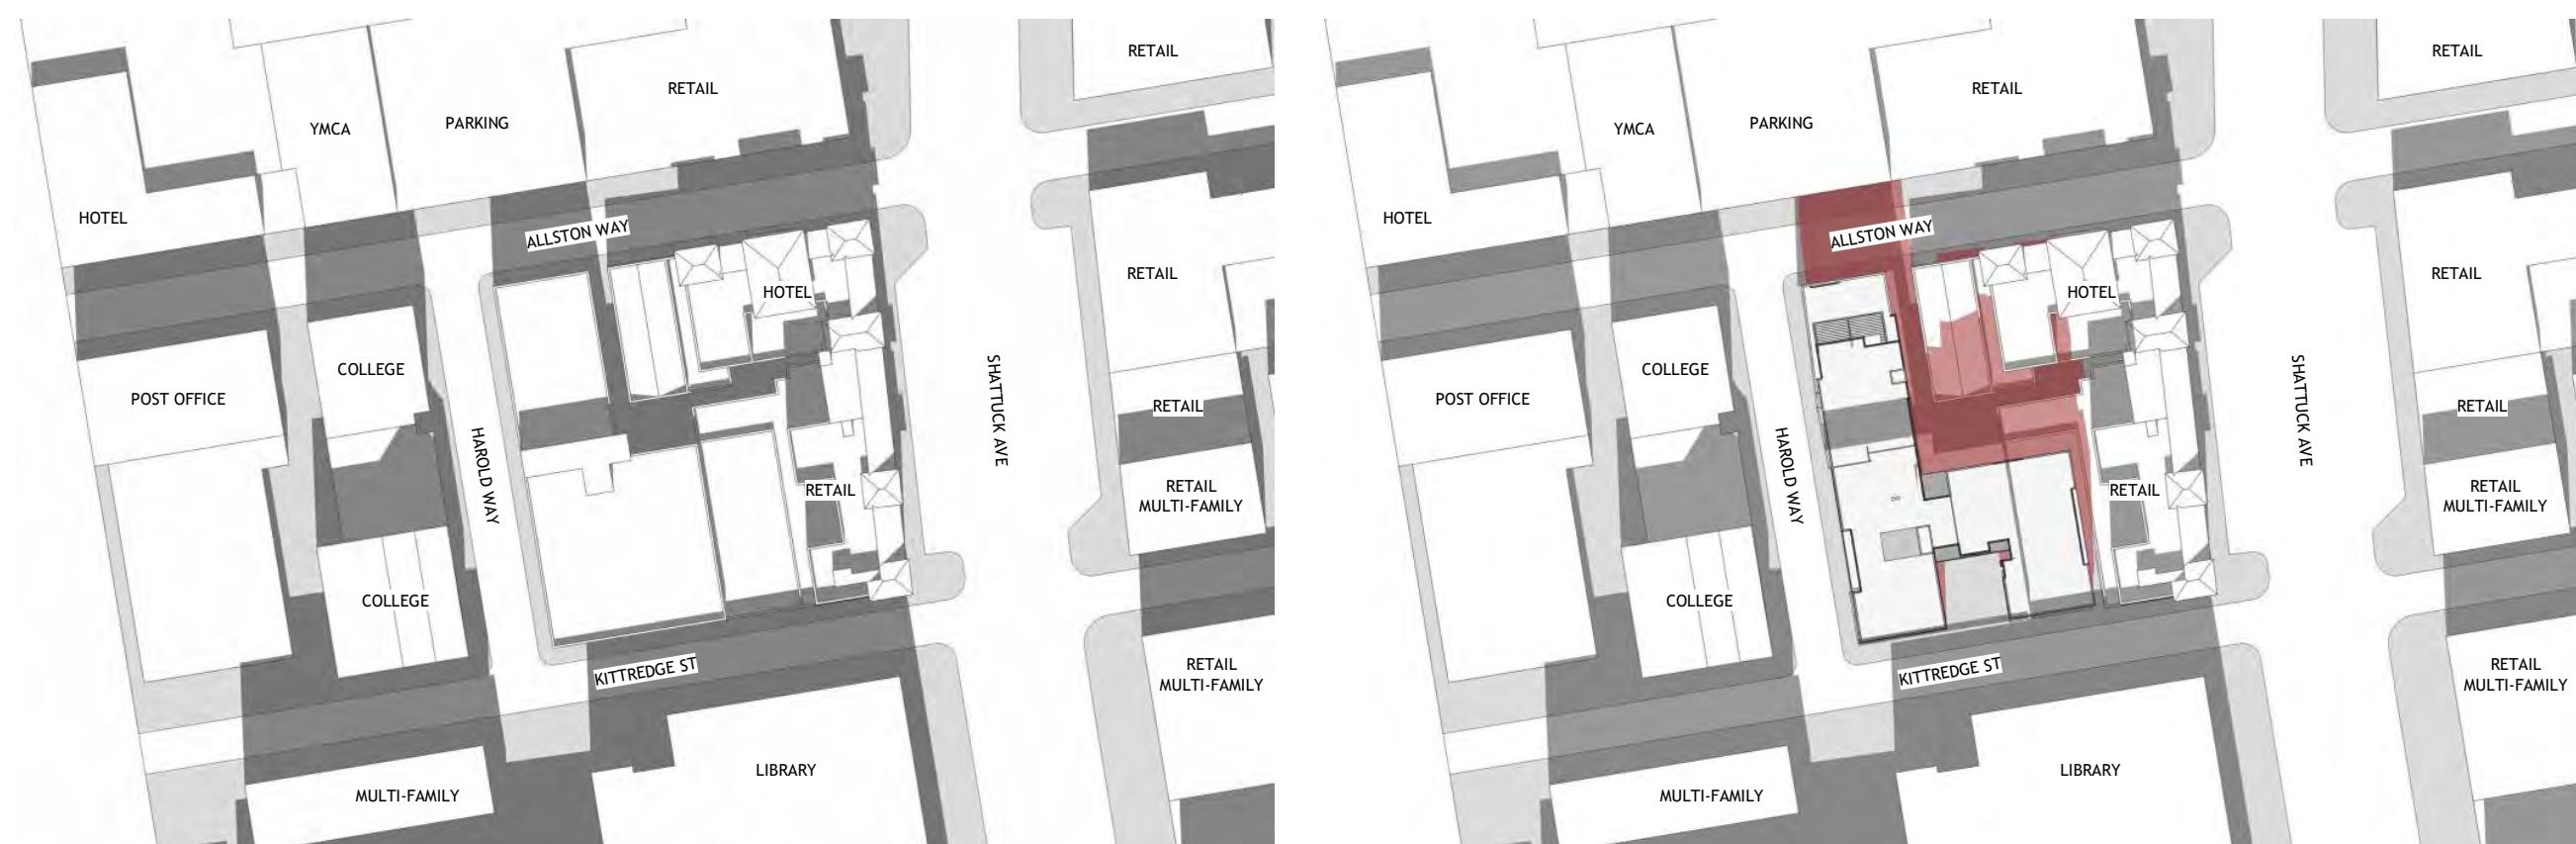 RETAIL
RETAIL
YMCA
PARKING
HOTEL
ALLSTON WAY
RETAIL
HOTEL
COLLEGE
POST OFFICE
SHATTUCK AVE
RETAIL
HAROLD WAY
RETAIL
RETAIL
MULTI-FAMILY
COLLEGE
KITTREDGE ST
RETAIL
MULTI-FAMILY
LIBRARY
MULTI-FAMILY
RETAIL
RETAIL
YMCA
PARKING
HOTEL
ALLSTON WAY
RETAIL
HOTEL
COLLEGE
POST OFFICE
SHATTUCK AVE
RETAIL
HAROLD WAY
RETAIL
RETAIL
MULTI-FAMILY
COLLEGE
KITTREDGE ST
RETAIL
MULTI-FAMILY
LIBRARY
MULTI-FAMILY